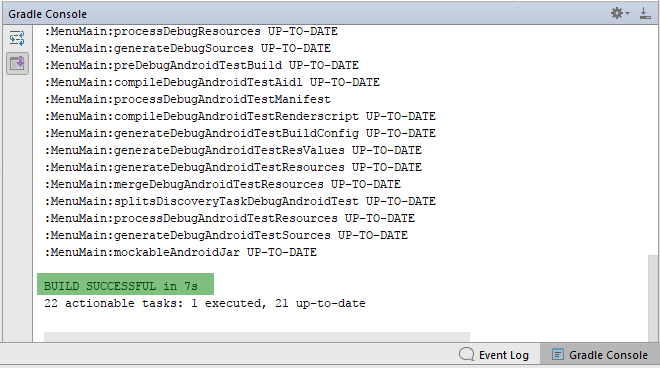 Gradle Console
:MenuMain:processDebugResources UP-TO-DATE
:MenuMain:generateDebugSources UP-TO-DATE
:MenuMain:preDebugAndroidTestBuild UP-TO-DATE
:MenuMain:compileDebugAndroidTestAidl UP-TO-DATE
:MenuMain:processDebugAndroidTestManifest
:MenuMain:compileDebugAndroidTestRenderscript UP-TO-DATE
:MenuMain:generateDebugAndroidTestBuildConfig UP-TO-DATE
:MenuMain:generateDebugAndroidTestResValues UP-TO-DATE
:MenuMain:generateDebugAndroidTestResources UP-TO-DATE
:MenuMain:mergeDebugAndroidTestResources UP-TO-DATE
:MenuMain:splitsDiscoveryTaskDebugAndroidTest UP-TO-DATE
:MenuMain:processDebugAndroidTestResources UP-TO-DATE
:MenuMain:generateDebugAndroidTestSources UP-TO-DATE
:MenuMain:mockableAndroidJar UP-TO-DATE
BUILD SUCCESSFUL in 7s
22 actionable tasks: 1 executed, 21 up-to-date
Event Log Gradle Console